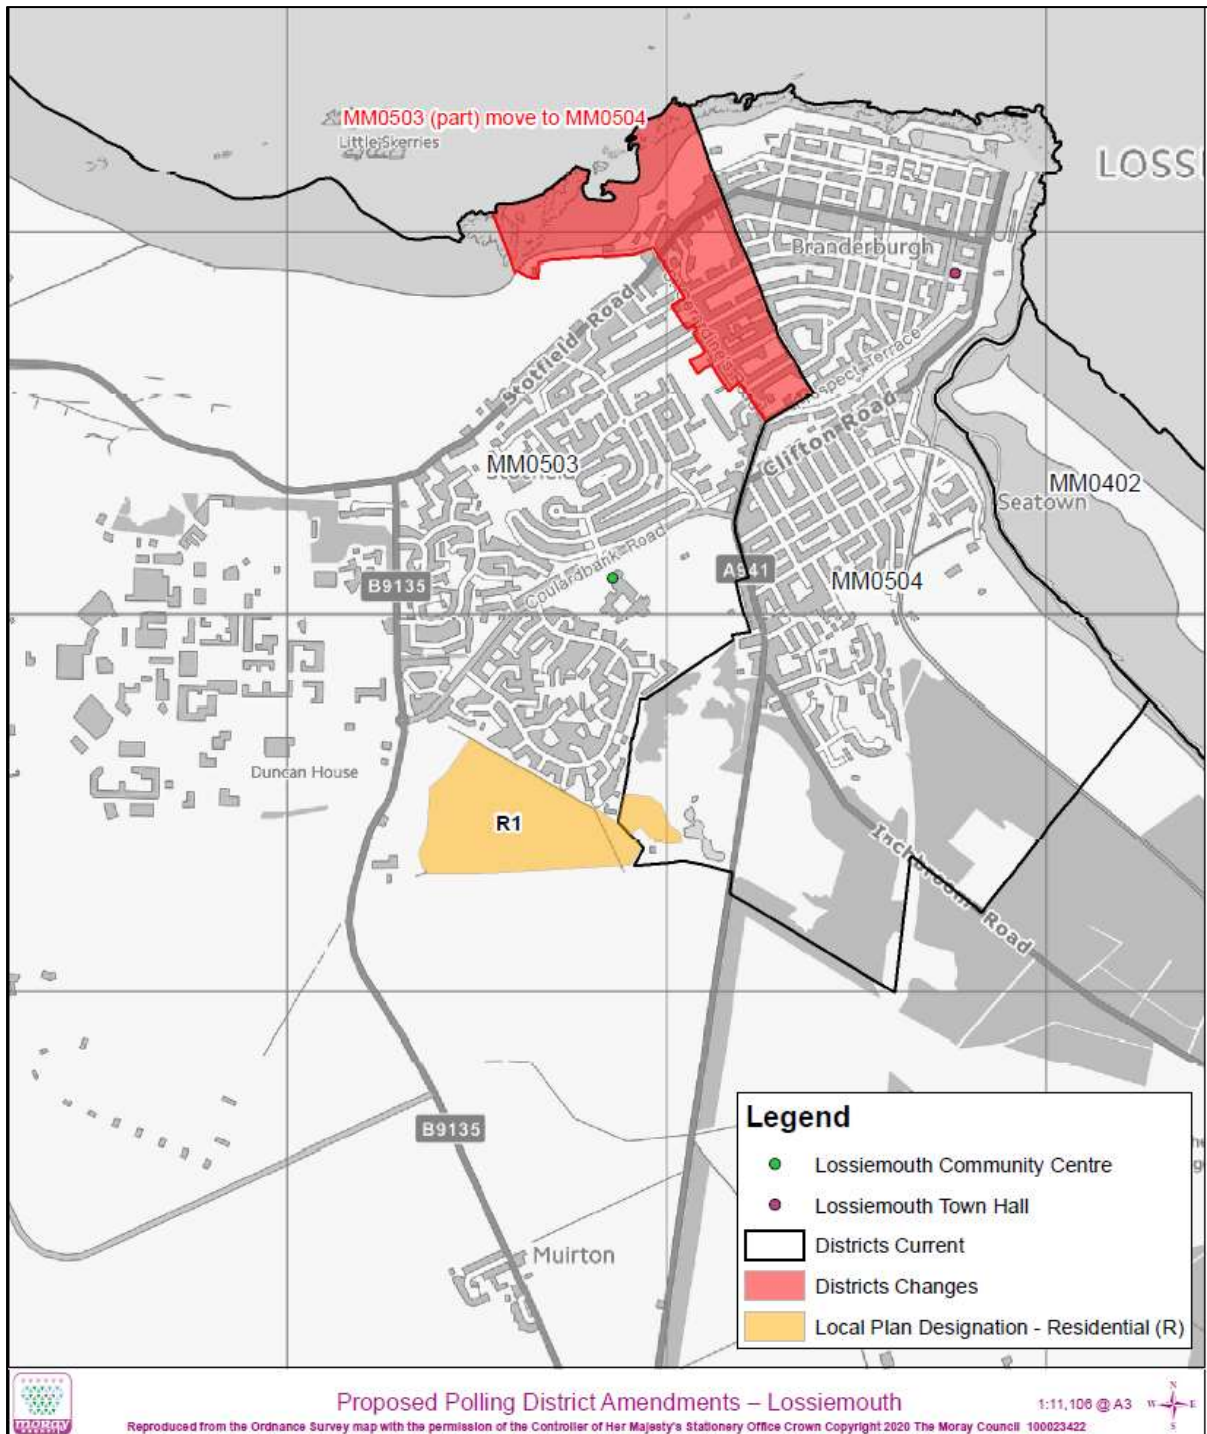 MM0503 (part) move to MM0504
Little Skerries
Branderburgh
Stotfield Road
Prospect Terrace
Clifton Road
MM0503
Stotfield
MM0402
Seatown
Coulardbank Road
A941
B9135
MM0504
Duncan House
R1
Inchbroom Road
B9135
Muirton
Legend
Lossiemouth Community Centre
Lossiemouth Town Hall
Districts Current
Districts Changes
Local Plan Designation - Residential (R)
moray
Proposed Polling District Amendments – Lossiemouth
1:11,106 @ A3
N
W E
S
Reproduced from the Ordnance Survey map with the permission of the Controller of Her Majesty's Stationery Office Crown Copyright 2020 The Moray Council 100023422